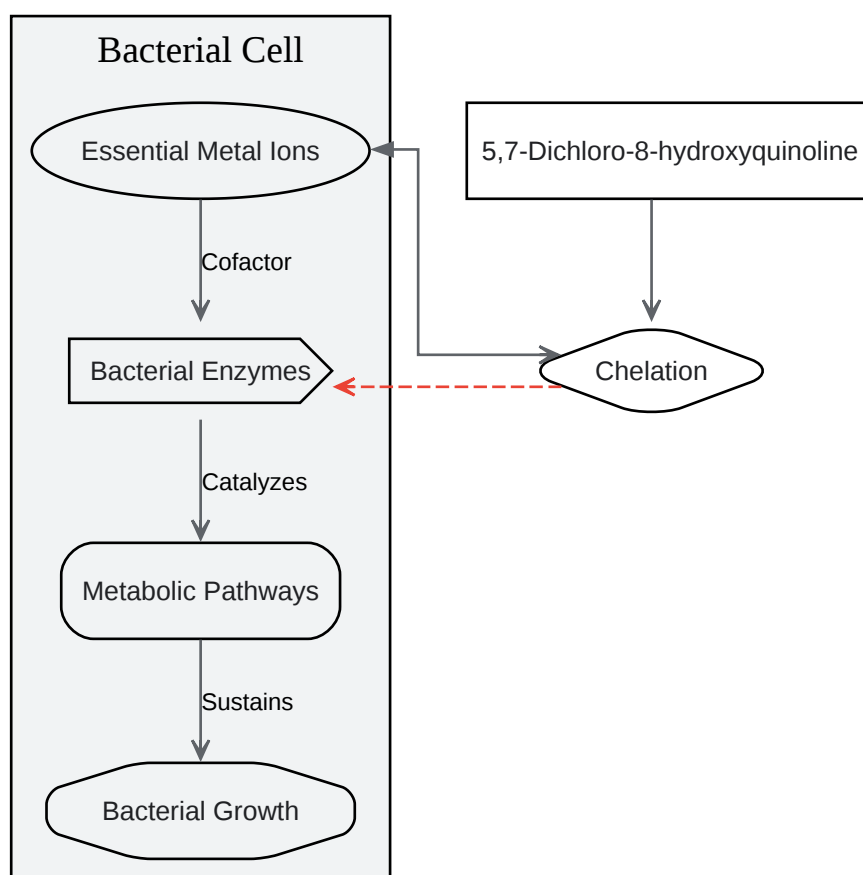 Bacterial Cell
Essential Metal Ions
5,7-Dichloro-8-hydroxyquinoline
Cofactor
Bacterial Enzymes
Chelation
Catalyzes
Metabolic Pathways
Sustains
Bacterial Growth